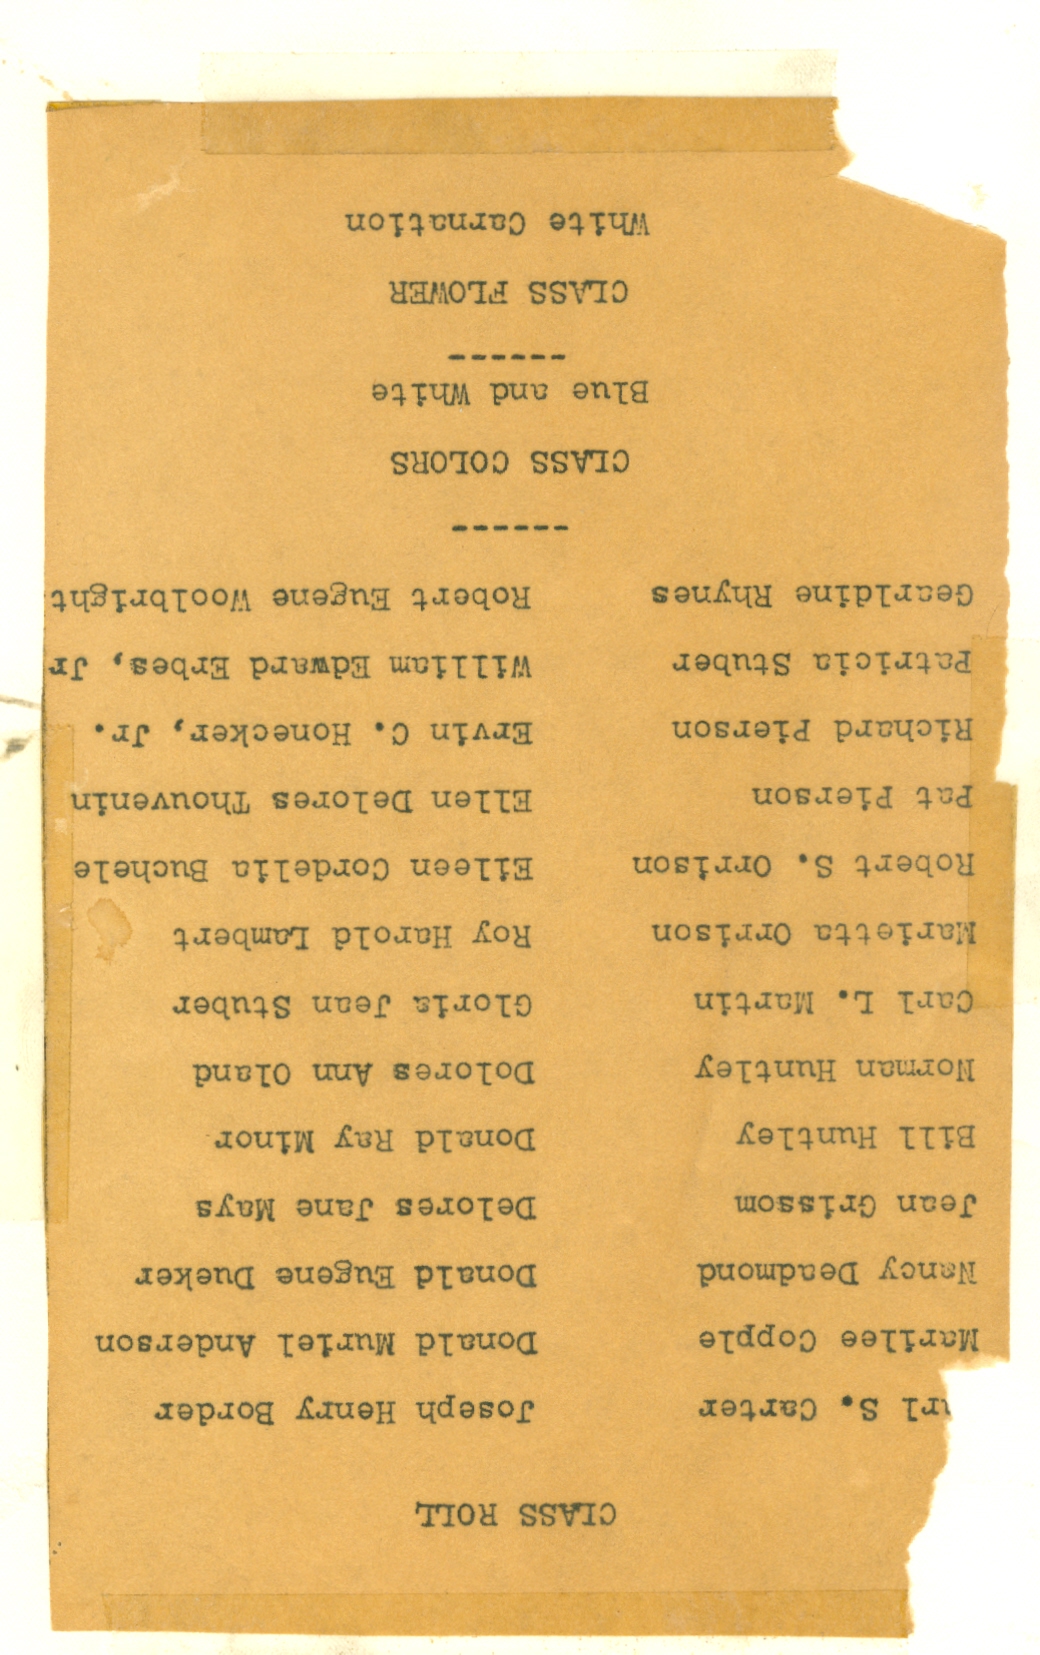 CLASS ROLL
arl S. Carter Joseph Henry Border
Marilee Copple Donald Muriel Anderson
Nancy Deadmond Donald Eugene Dueker
Jean Grissom Delores Jane Mays
Bill Huntley Donald Ray Minor
Norman Huntley Dolores Ann Oland
Carl L. Martin Gloria Jean Stuber
Marietta Orrison Roy Harold Lambert
Robert S. Orrison Eileen Cordelia Buchele
Pat Pierson Ellen Delores Thouvenin
Richard Pierson Ervin C. Honecker, Jr.
Patricia Stuber William Edward Erbes, Jr
Gearldine Rhynes Robert Eugene Woolbright
------
CLASS COLORS
Blue and White
------
CLASS FLOWER
White Carnation